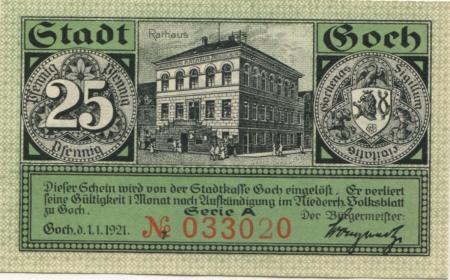 Stadt Goch
Rathaus
25
Pfennig Pfennig
Pfennig
Dieser Schein wird von der Stadtkasse Goch eingelöst. Er verliert
seine Gültigkeit 1 Monat nach Aufkündigung im Niederrh. Volksblatt
zu Goch. Serie A Der Bürgermeister:
Goch, d. 1.1.1921. № 033020